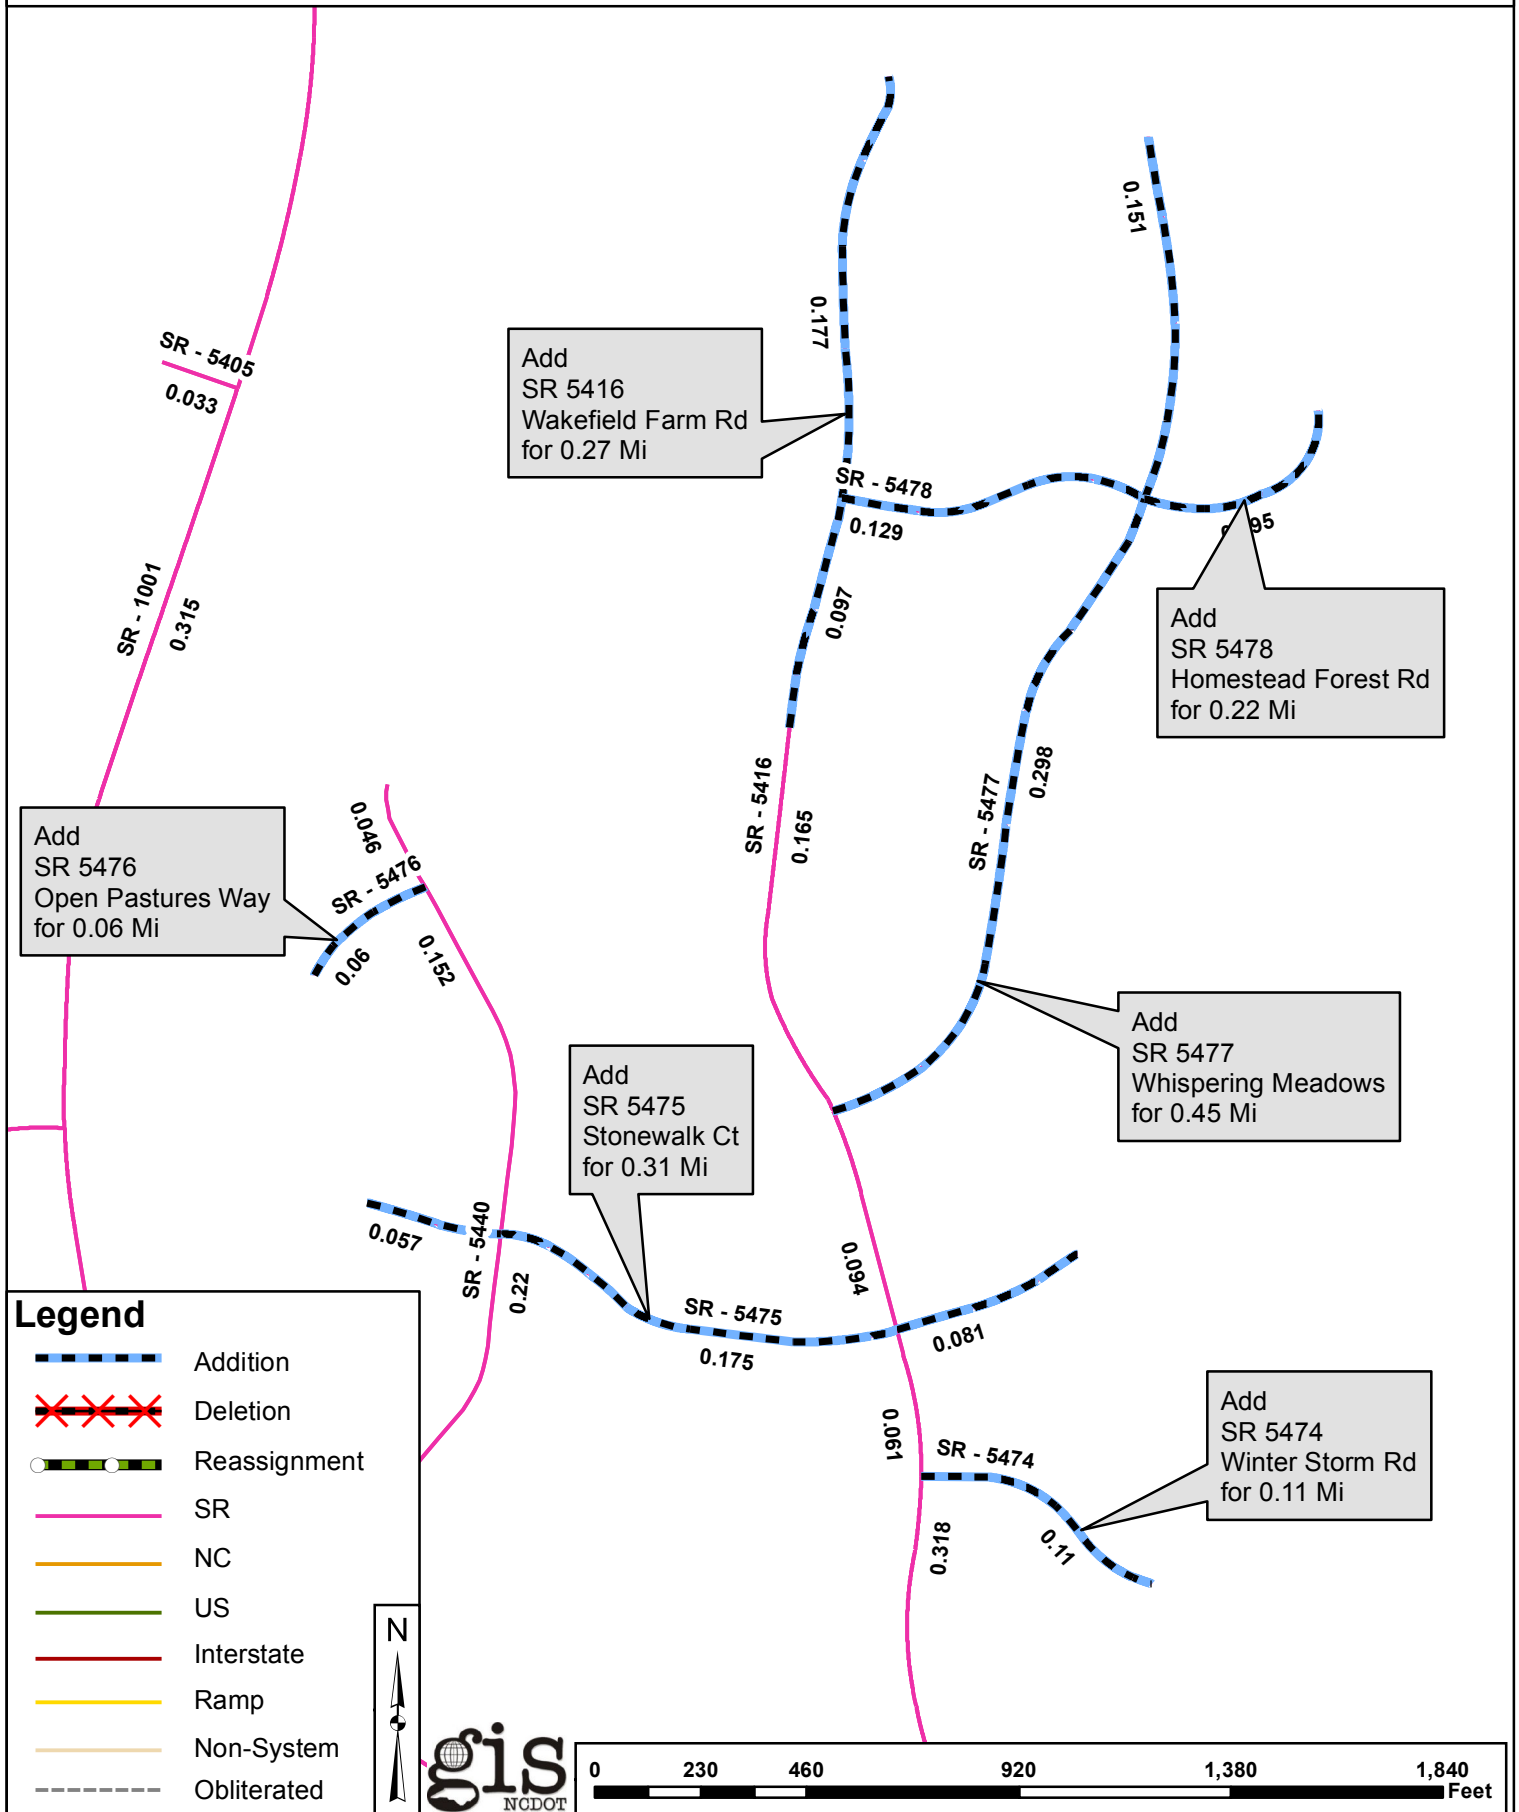 0.151
0.177
SR - 5405
0.033
Add
SR 5416
Wakefield Farm Rd
for 0.27 Mi
SR - 5478
0.129
SR - 1001
0.315
0.097
Add
SR 5478
Homestead Forest Rd
for 0.22 Mi
SR - 5416
0.165
SR - 5477
0.298
0.046
SR - 5476
Add
SR 5476
Open Pastures Way
for 0.06 Mi
0.06
0.152
Add
SR 5477
Whispering Meadows
for 0.45 Mi
Add
SR 5475
Stonewalk Ct
for 0.31 Mi
0.057
SR - 5440
0.22
0.094
SR - 5475
0.175
0.081
Add
SR 5474
Winter Storm Rd
for 0.11 Mi
0.061
SR - 5474
0.318
0.11
Legend
Addition
Deletion
Reassignment
SR
NC
US
Interstate
Ramp
Non-System
Obliterated
N
gis
NCDOT
0 230 460 920 1,380 1,840
Feet